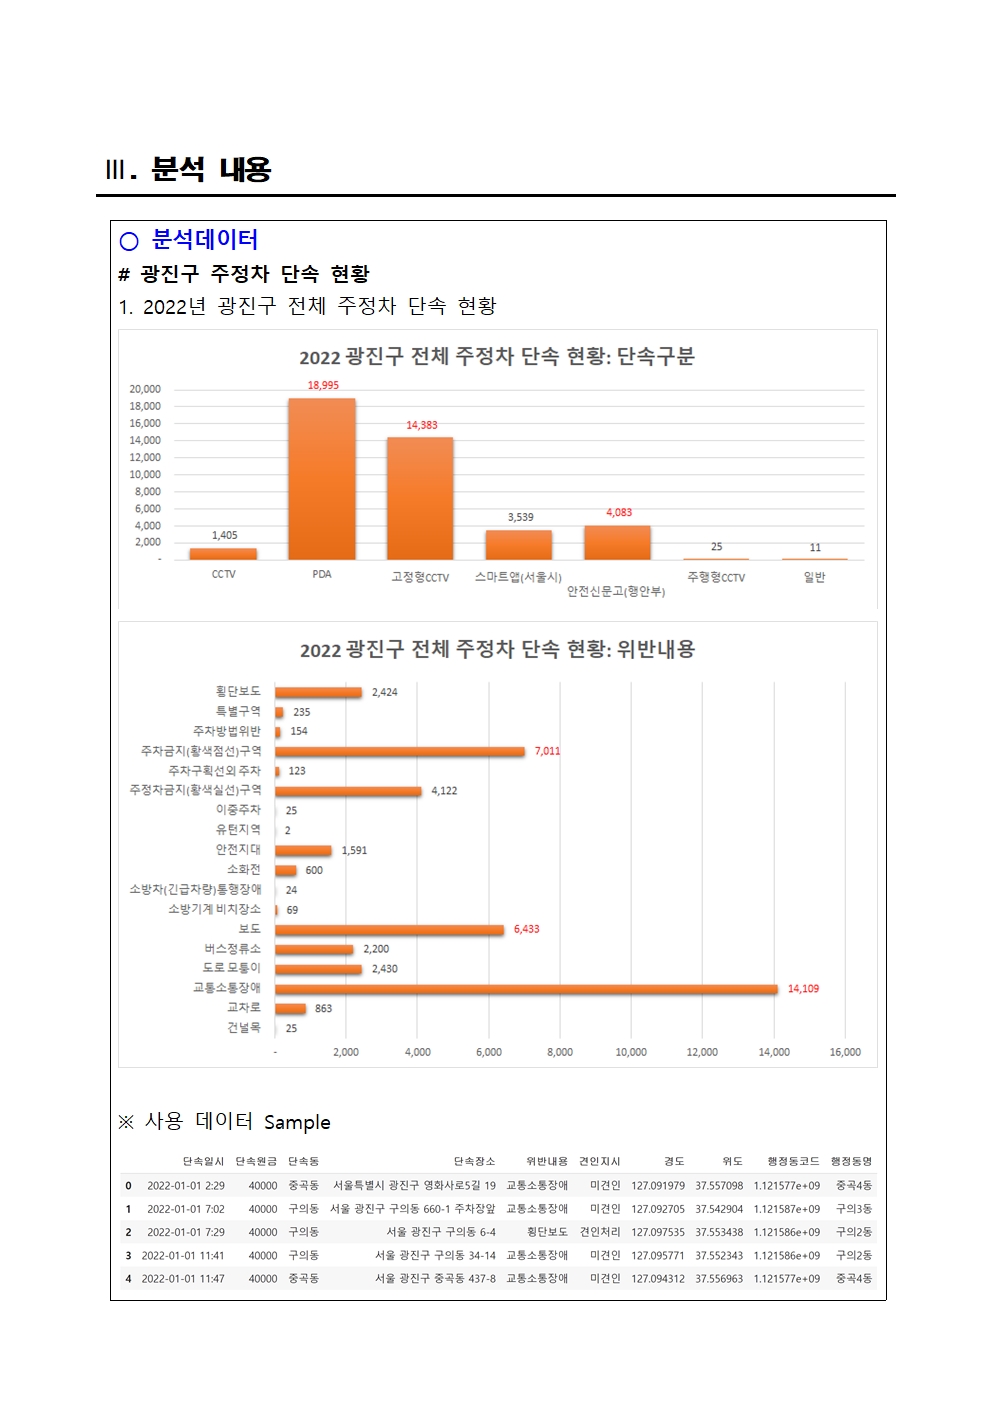 Ⅲ. 분석 내용
○ 분석데이터
# 광진구 주정차 단속 현황
1. 2022년 광진구 전체 주정차 단속 현황
2022 광진구 전체 주정차 단속 현황: 단속구분
20,000
18,000
16,000
14,000
12,000
10,000
8,000
6,000
4,000
2,000
-
1,405
18,995
14,383
3,539
4,083
25
11
CCTV
PDA
고정형CCTV
스마트앱(서울시)
안전신문고(행안부)
주행형CCTV
일반
2022 광진구 전체 주정차 단속 현황: 위반내용
횡단보도 2,424
특별구역 235
주차방법위반 154
주차금지(황색점선)구역 7,011
주차구획선외 주차 123
주정차금지(황색실선)구역 4,122
이중주차 25
유턴지역 2
안전지대 1,591
소화전 600
소방차(긴급차량)통행장애 24
소방기계 비치장소 69
보도 6,433
버스정류소 2,200
도로 모퉁이 2,430
교통소통장애 14,109
교차로 863
건널목 25
- 2,000 4,000 6,000 8,000 10,000 12,000 14,000 16,000
※ 사용 데이터 Sample
단속일시 단속원금 단속동 단속장소 위반내용 견인지시 경도 위도 행정동코드 행정동명
0 2022-01-01 2:29 40000 중곡동 서울특별시 광진구 영화사로5길 19 교통소통장애 미견인 127.091979 37.557098 1.121577e+09 중곡4동
1 2022-01-01 7:02 40000 구의동 서울 광진구 구의동 660-1 주차장앞 교통소통장애 미견인 127.092705 37.542904 1.121587e+09 구의3동
2 2022-01-01 7:29 40000 구의동 서울 광진구 구의동 6-4 횡단보도 견인처리 127.097535 37.553438 1.121586e+09 구의2동
3 2022-01-01 11:41 40000 구의동 서울 광진구 구의동 34-14 교통소통장애 미견인 127.095771 37.552343 1.121586e+09 구의2동
4 2022-01-01 11:47 40000 중곡동 서울 광진구 중곡동 437-8 교통소통장애 미견인 127.094312 37.556963 1.121577e+09 중곡4동